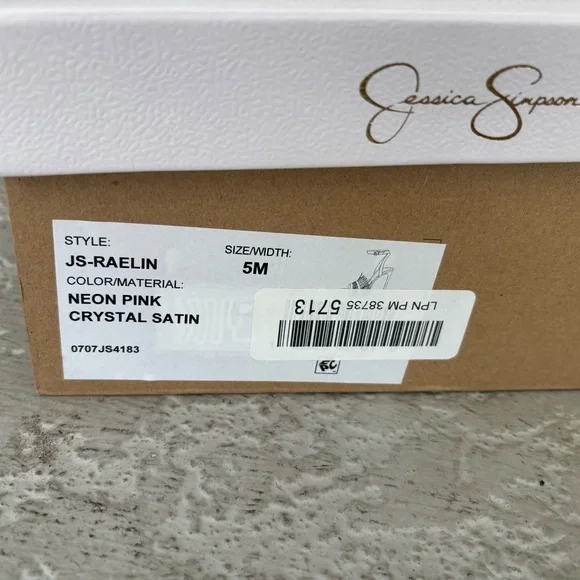 Jessica Simpson
STYLE:
JS-RAELIN
SIZE/WIDTH:
5M
COLOR/MATERIAL:
NEON PINK
CRYSTAL SATIN
0707JS4183
LPN PM 38735
5713